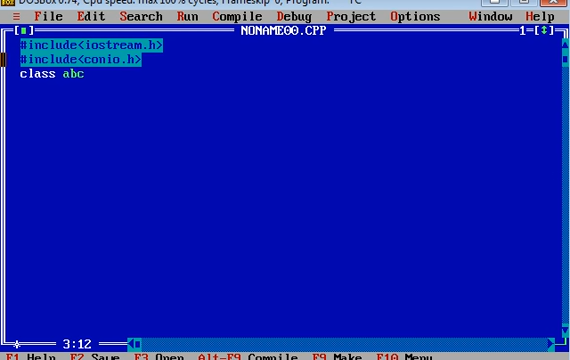 DOSBox 0.74, Cpu speed: max 100% cycles, Frameskip 0, Program: TC
≡ File Edit Search Run Compile Debug Project Options Window Help
[■] NONAME00.CPP 1=[↕]
#include<iostream.h>
#include<conio.h>
class abc
3:12
F1 Help F2 Save F3 Open Alt-F9 Compile F9 Make F10 Menu